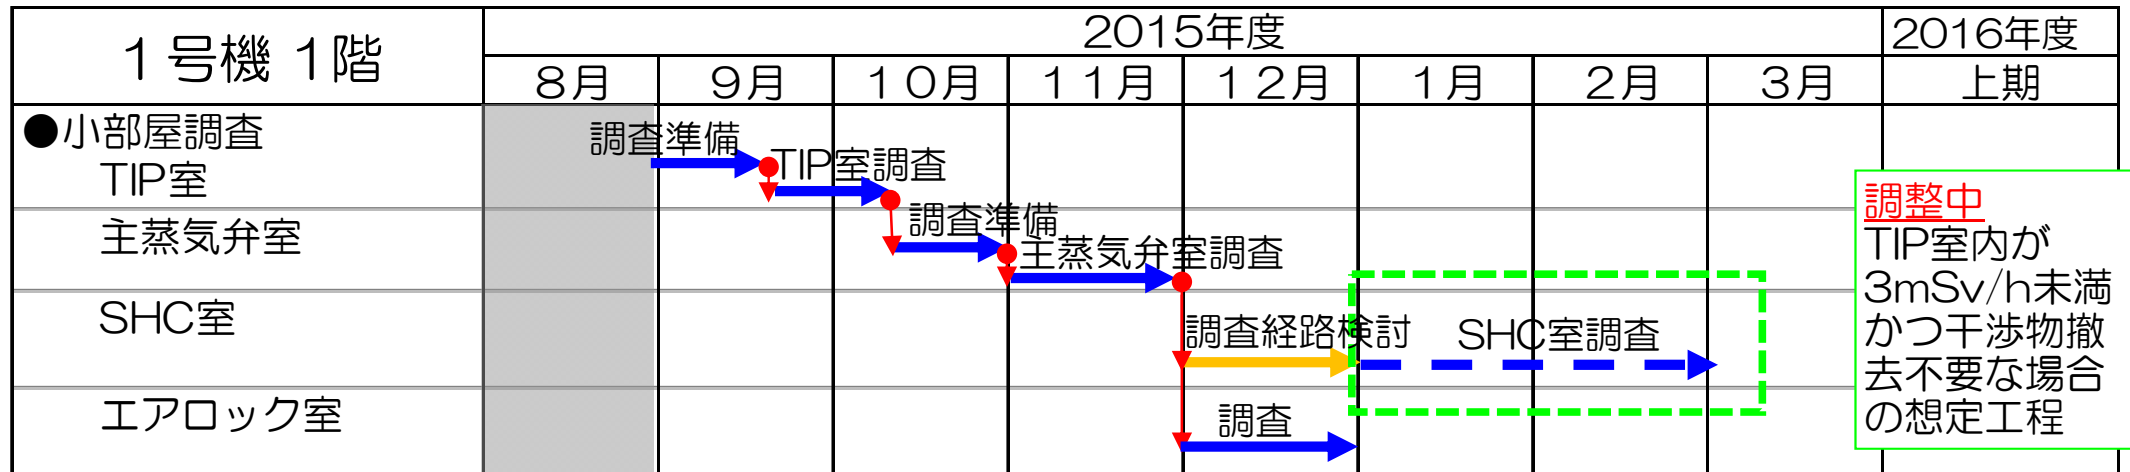 1号機 1階
2015年度
2016年度
8月
9月
10月
11月
12月
1月
2月
3月
上期
●小部屋調査
TIP室
調査準備
TIP室調査
主蒸気弁室
調査準備
主蒸気弁室調査
SHC室
調査経路検討
SHC室調査
エアロック室
調査
調整中
TIP室内が
3mSv/h未満
かつ干渉物撤
去不要な場合
の想定工程